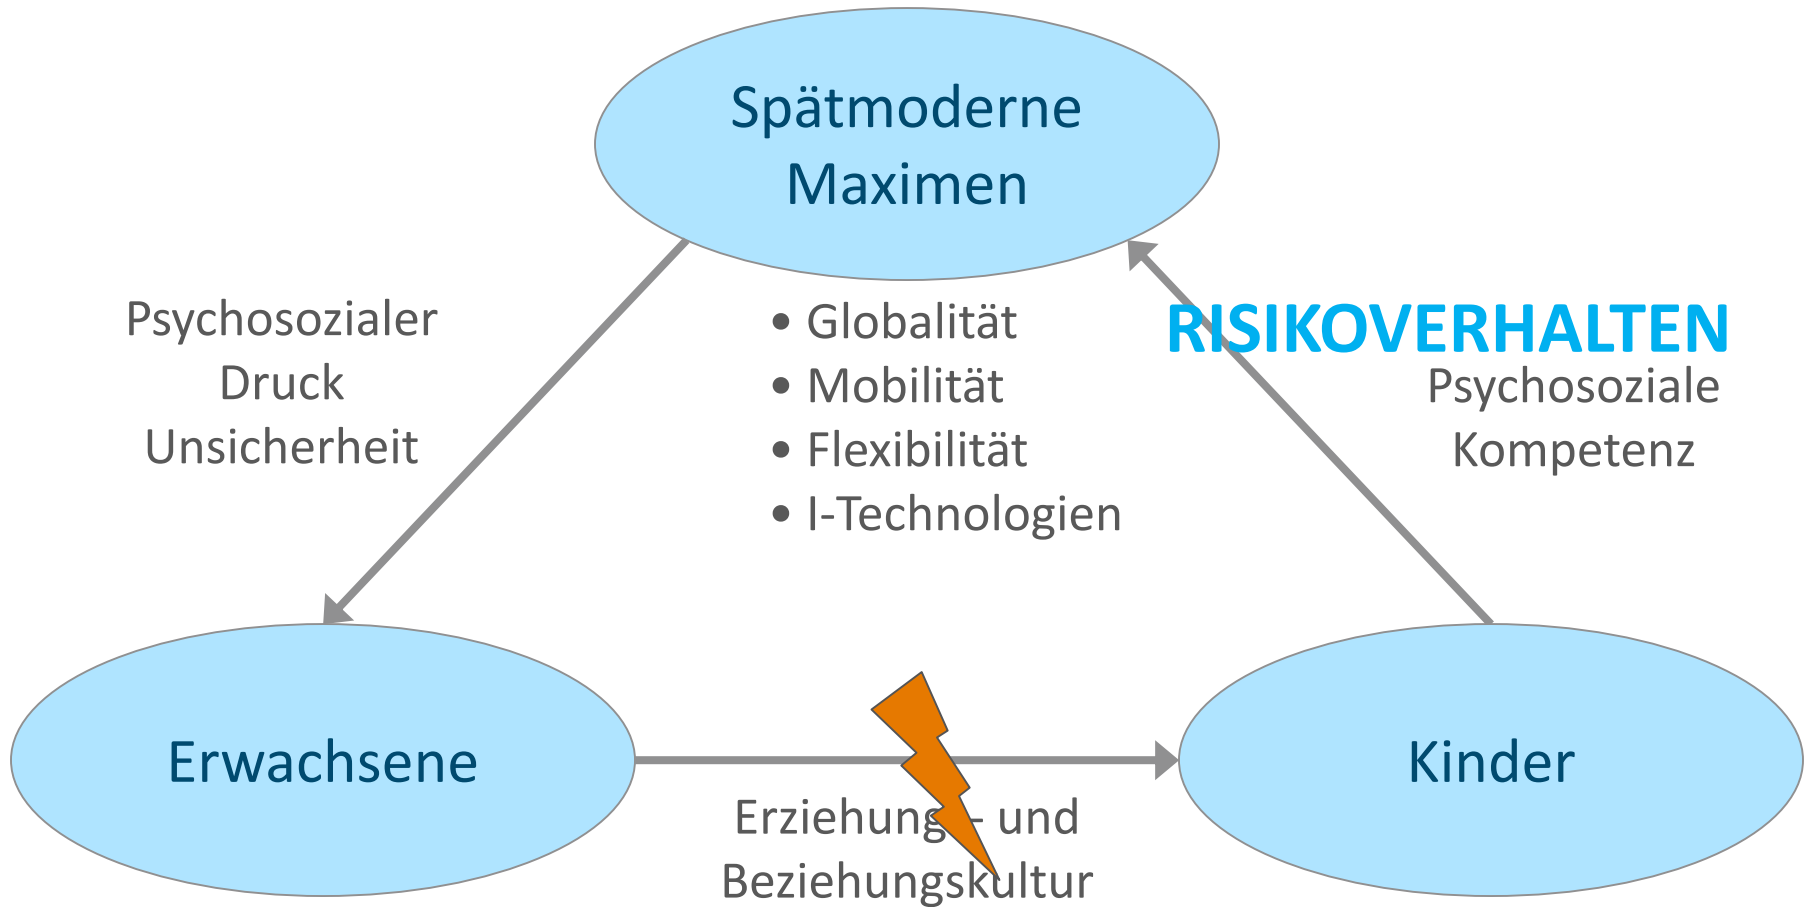 Spätmoderne
Maximen
Psychosozialer
Druck
Unsicherheit
• Globalität
• Mobilität
• Flexibilität
• I-Technologien
RISIKOVERHALTEN
Psychosoziale
Kompetenz
Erwachsene
Kinder
Erziehungs- und
Beziehungskultur